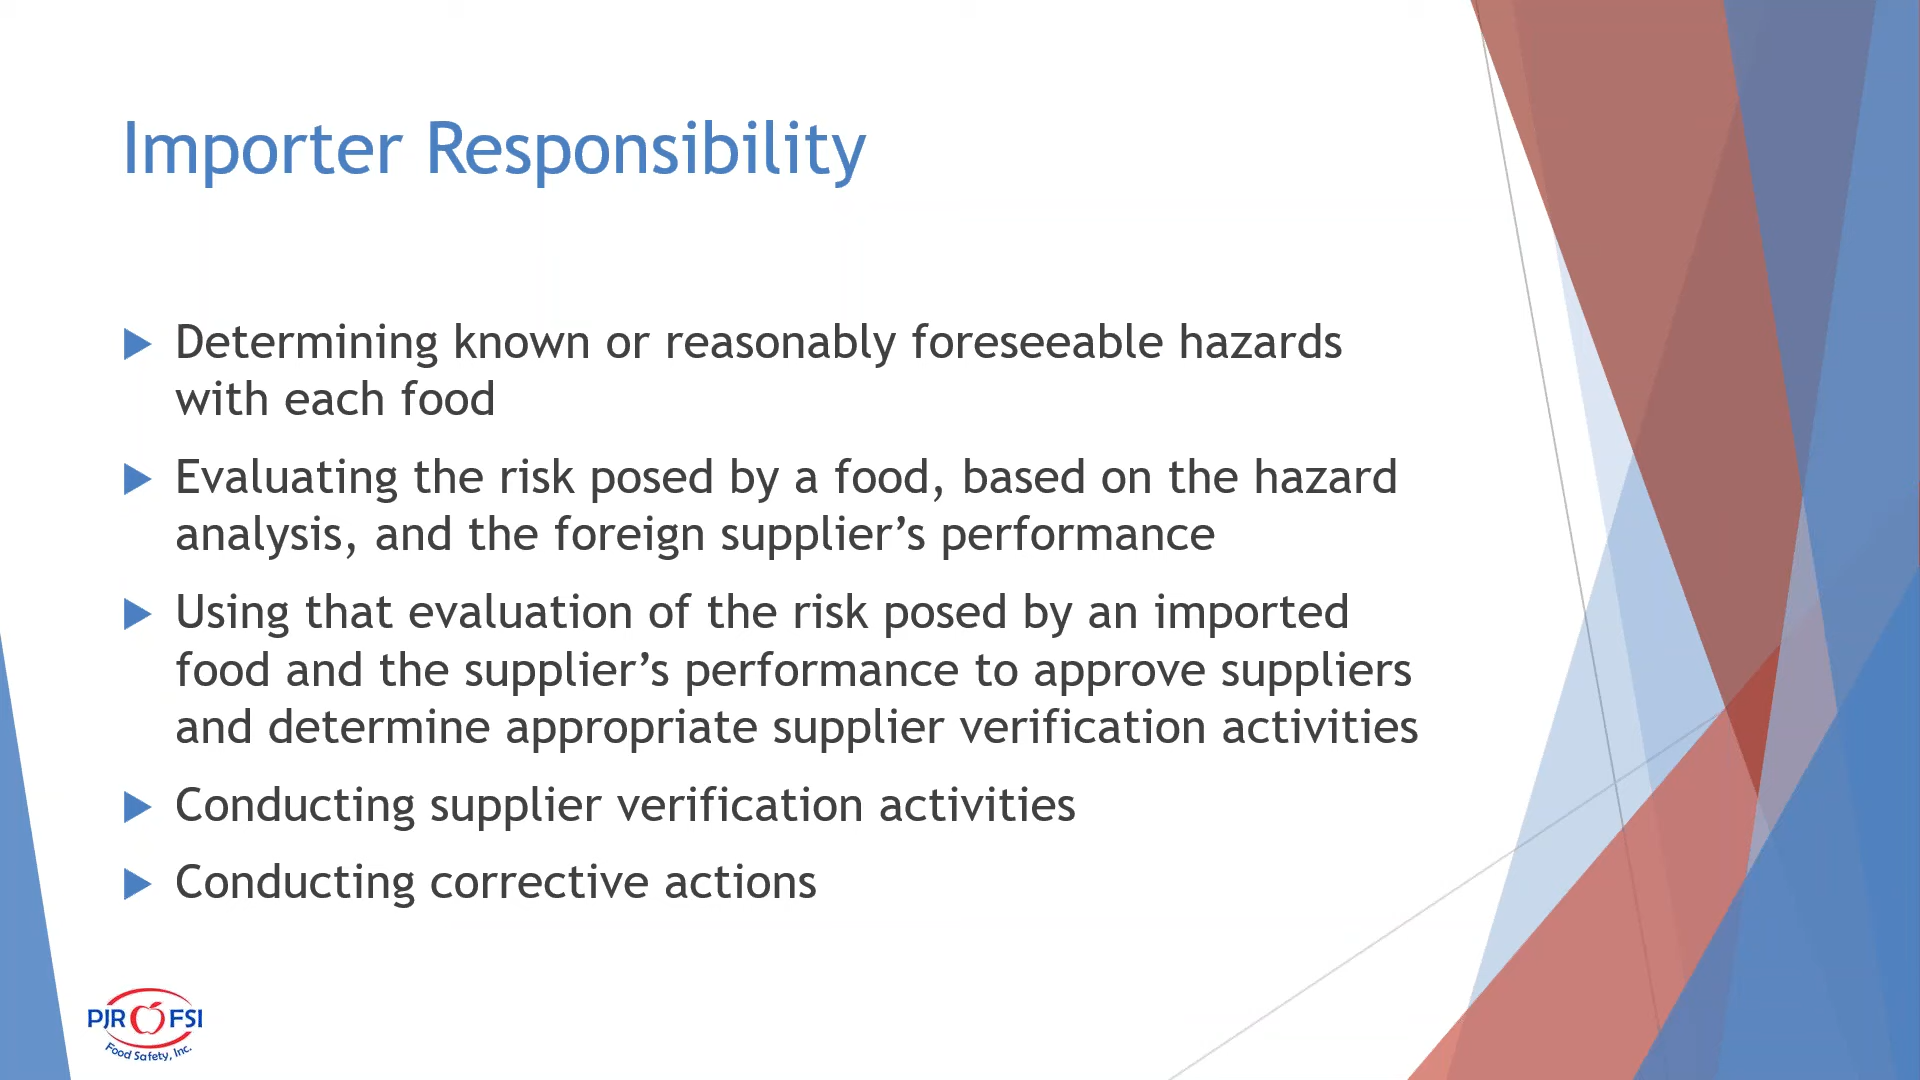 Importer Responsibility
Determining known or reasonably foreseeable hazards
with each food
Evaluating the risk posed by a food, based on the hazard
analysis, and the foreign supplier’s performance
Using that evaluation of the risk posed by an imported
food and the supplier’s performance to approve suppliers
and determine appropriate supplier verification activities
Conducting supplier verification activities
Conducting corrective actions
PJR FSI
Food Safety, Inc.